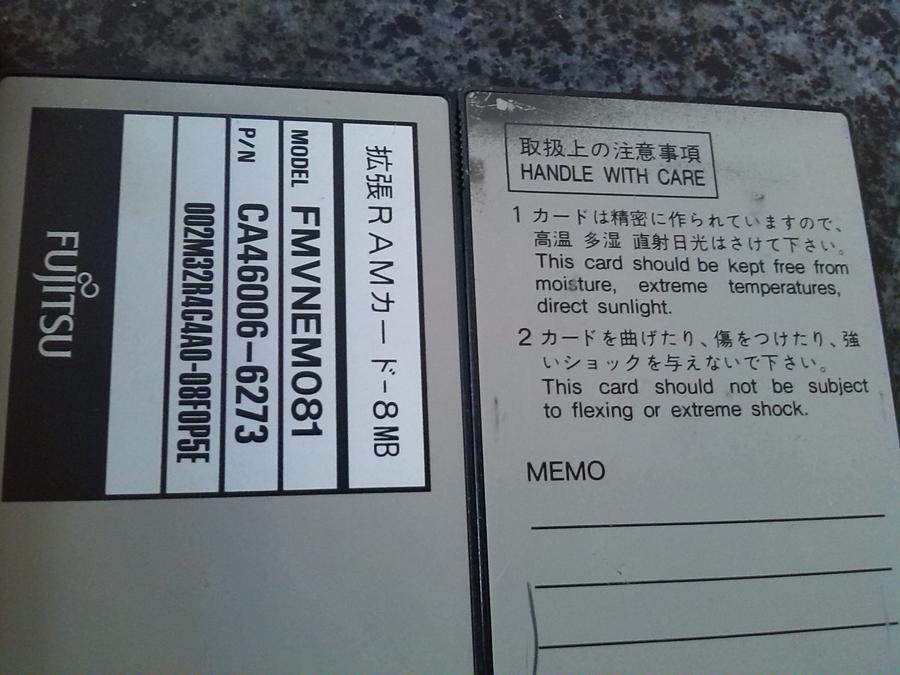 拡張RAMカード-8MB
MODEL FMVNEMO81
P/N CA46006-6273
002M32R4C4A0-08F0P5E
FUJITSU
取扱上の注意事項
HANDLE WITH CARE
1 カードは精密に作られていますので、
高温 多湿 直射日光はさけて下さい。
This card should be kept free from
moisture, extreme temperatures,
direct sunlight.
2 カードを曲げたり、傷をつけたり、強
いショックを与えないで下さい。
This card should not be subject
to flexing or extreme shock.
MEMO